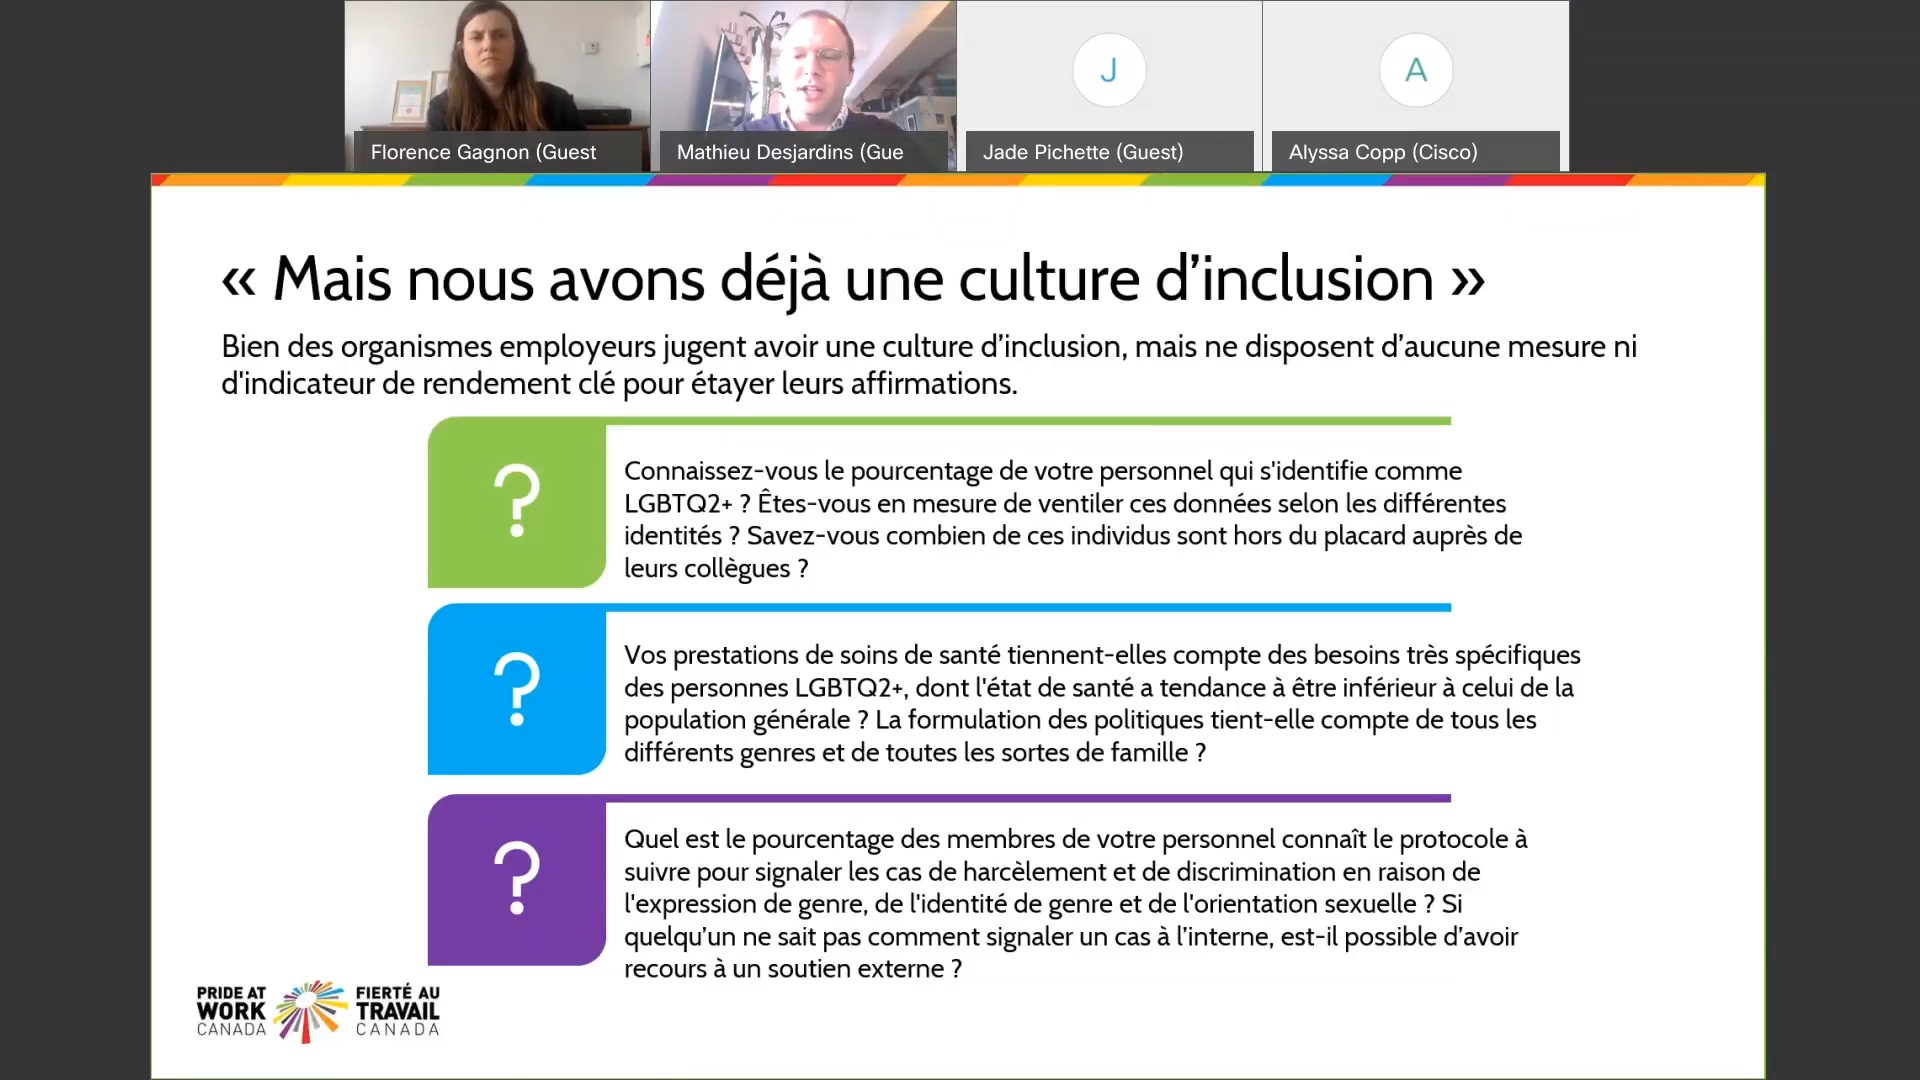 Florence Gagnon (Guest
Mathieu Desjardins (Gue
J
Jade Pichette (Guest)
A
Alyssa Copp (Cisco)
« Mais nous avons déjà une culture d’inclusion »
Bien des organismes employeurs jugent avoir une culture d’inclusion, mais ne disposent d’aucune mesure ni
d'indicateur de rendement clé pour étayer leurs affirmations.
?
Connaissez-vous le pourcentage de votre personnel qui s'identifie comme
LGBTQ2+ ? Êtes-vous en mesure de ventiler ces données selon les différentes
identités ? Savez-vous combien de ces individus sont hors du placard auprès de
leurs collègues ?
?
Vos prestations de soins de santé tiennent-elles compte des besoins très spécifiques
des personnes LGBTQ2+, dont l'état de santé a tendance à être inférieur à celui de la
population générale ? La formulation des politiques tient-elle compte de tous les
différents genres et de toutes les sortes de famille ?
?
Quel est le pourcentage des membres de votre personnel connaît le protocole à
suivre pour signaler les cas de harcèlement et de discrimination en raison de
l'expression de genre, de l'identité de genre et de l'orientation sexuelle ? Si
quelqu’un ne sait pas comment signaler un cas à l’interne, est-il possible d’avoir
recours à un soutien externe ?
PRIDE AT
WORK
CANADA
FIERTÉ AU
TRAVAIL
CANADA